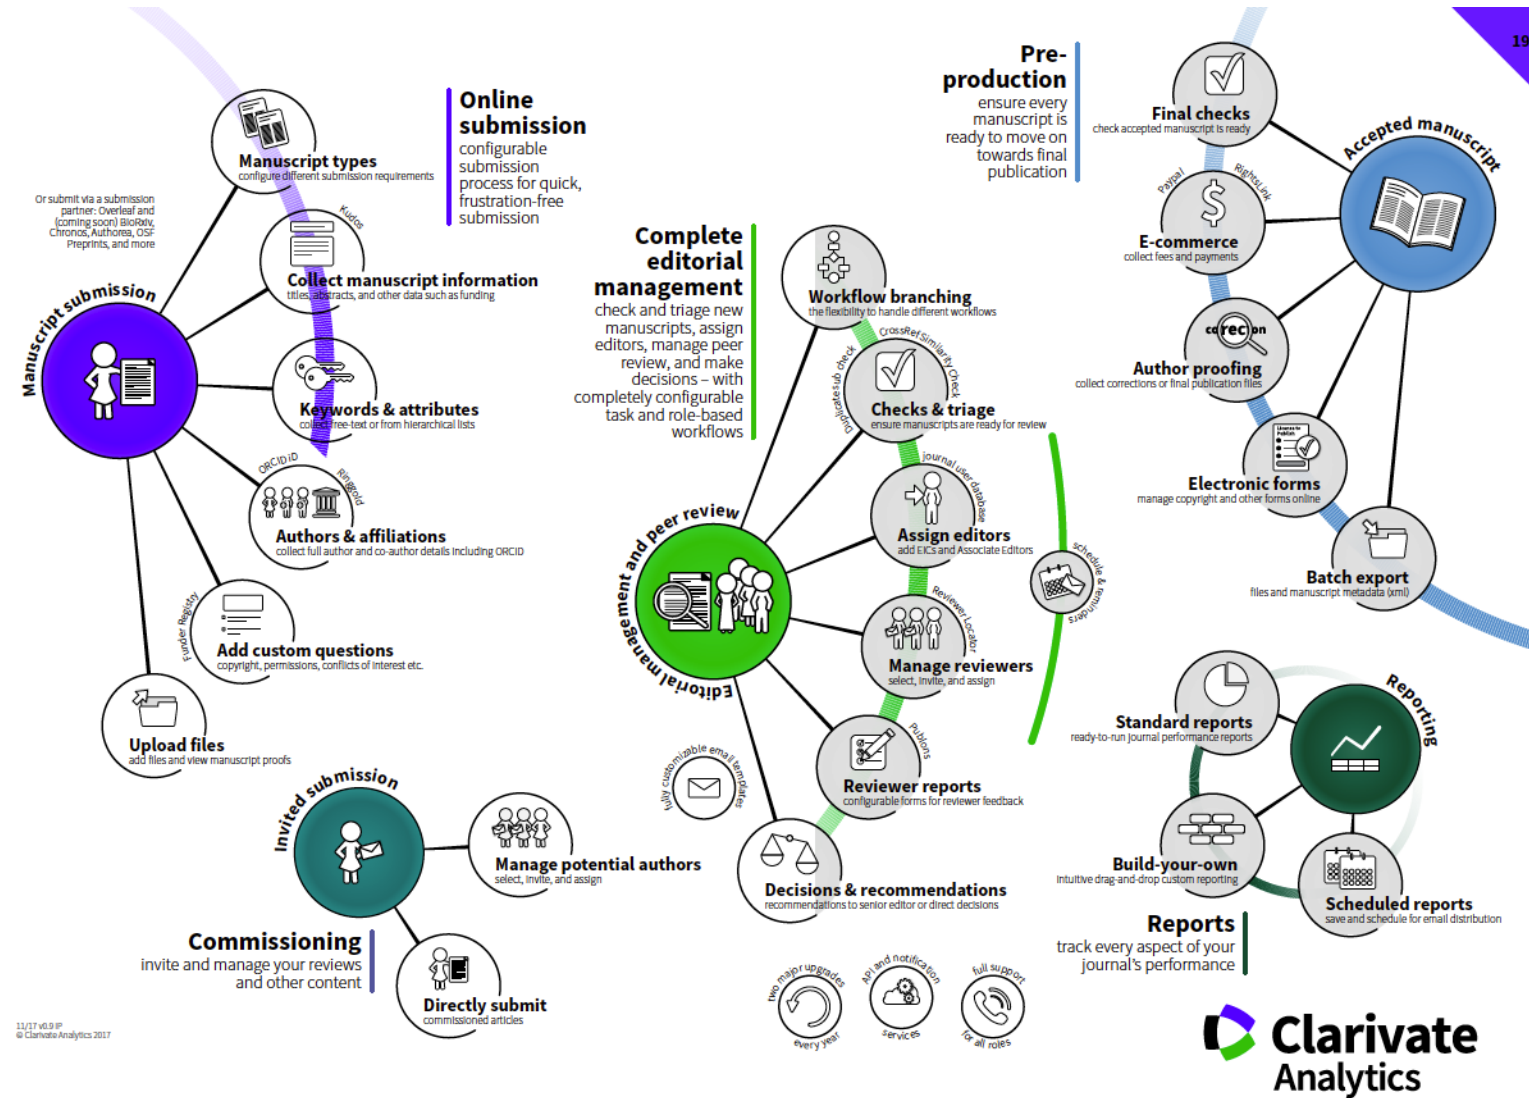 19
Online
submission
configurable
submission
process for quick,
frustration-free
submission
Manuscript types
configure different submission requirements
Or submit via a submission
partner: Overleaf and
(coming soon) BioRxiv,
Chronos, Authorea, OSF
Preprints, and more
Kudos
Collect manuscript information
titles, abstracts, and other data such as funding
Manuscript submission
Keywords & attributes
collect free-text or from hierarchical lists
ORCID iD
Ringgold
Authors & affiliations
collect full author and co-author details including ORCID
Funder Registry
Add custom questions
copyright, permissions, conflicts of interest etc.
Upload files
add files and view manuscript proofs
Invited submission
Manage potential authors
select, invite, and assign
Commissioning
invite and manage your reviews
and other content
Directly submit
commissioned articles
Complete
editorial
management
check and triage new
manuscripts, assign
editors, manage peer
review, and make
decisions – with
completely configurable
task and role-based
workflows
Workflow branching
the flexibility to handle different workflows
Duplicate sub check
CrossRef Similarity Check
Checks & triage
ensure manuscripts are ready for review
journal user database
Assign editors
add EICs and Associate Editors
Editorial management and peer review
schedule & reminders
Reviewer Locator
Manage reviewers
select, invite, and assign
Publons
Reviewer reports
configurable forms for reviewer feedback
fully customizable email templates
Decisions & recommendations
recommendations to senior editor or direct decisions
two major upgrades
every year
API and notification
services
full support
for all roles
Pre-
production
ensure every
manuscript is
ready to move on
towards final
publication
Final checks
check accepted manuscript is ready
Accepted manuscript
Paypal
RightsLink
$
E-commerce
collect fees and payments
correction
Author proofing
collect corrections or final publication files
License to
Publish
Electronic forms
manage copyright and other forms online
Batch export
files and manuscript metadata (xml)
Reporting
Standard reports
ready-to-run journal performance reports
Build-your-own
intuitive drag-and-drop custom reporting
Scheduled reports
save and schedule for email distribution
Reports
track every aspect of your
journal's performance
11/17 v0.9 IP
© Clarivate Analytics 2017
Clarivate
Analytics